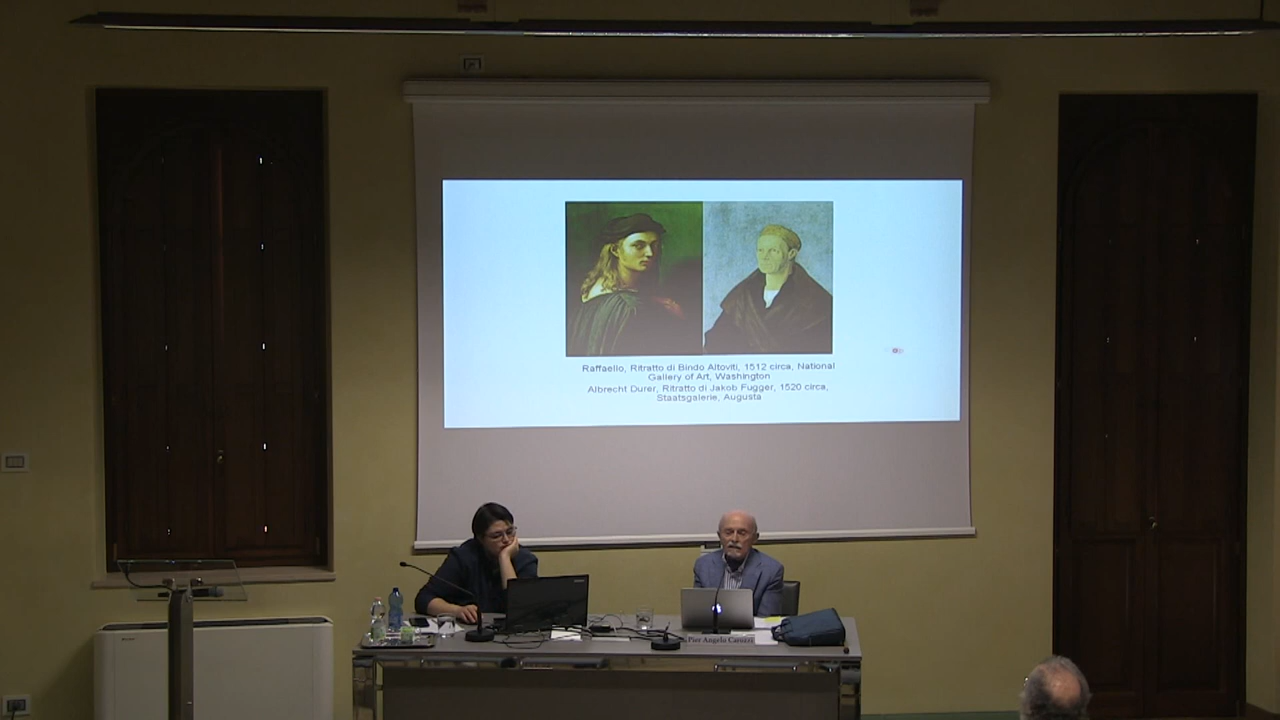 Raffaello, Ritratto di Bindo Altoviti, 1512 circa, National
Gallery of Art, Washington
Albrecht Durer, Ritratto di Jakob Fugger, 1520 circa,
Staatsgalerie, Augusta
Pier Angelo Carozzi